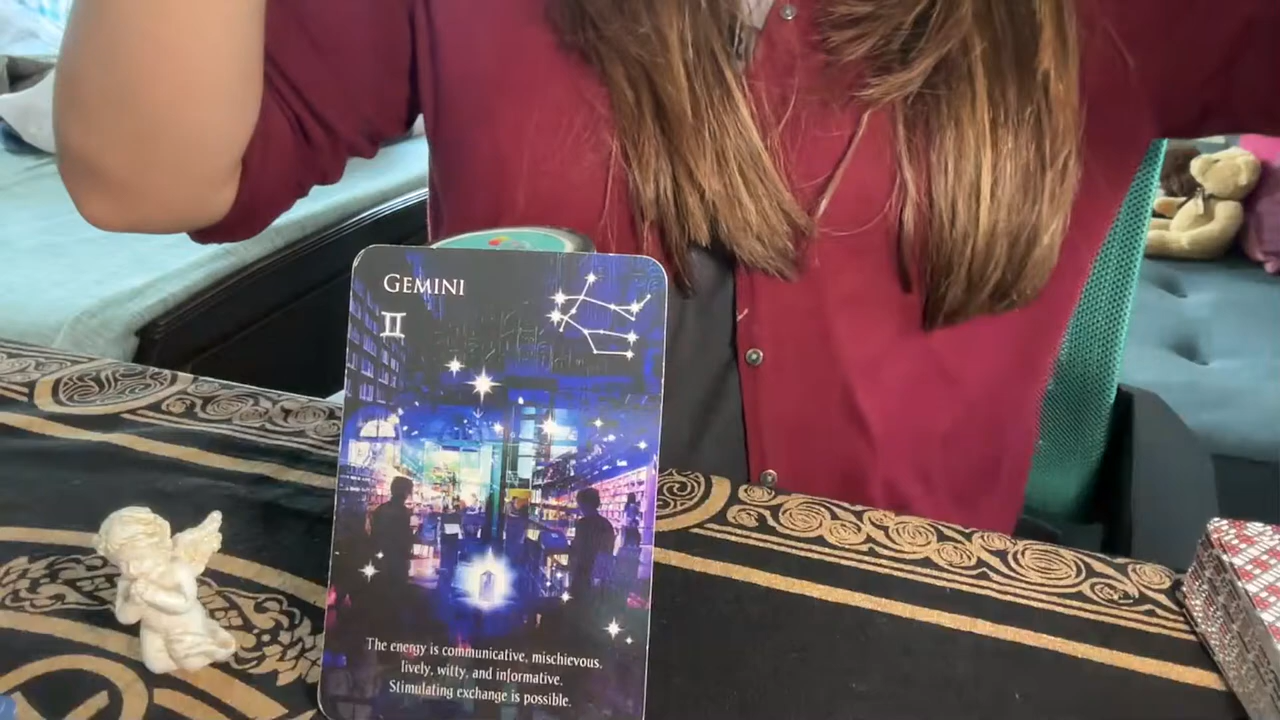 GEMINI
♊
The energy is communicative, mischievous,
lively, witty, and informative.
Stimulating exchange is possible.